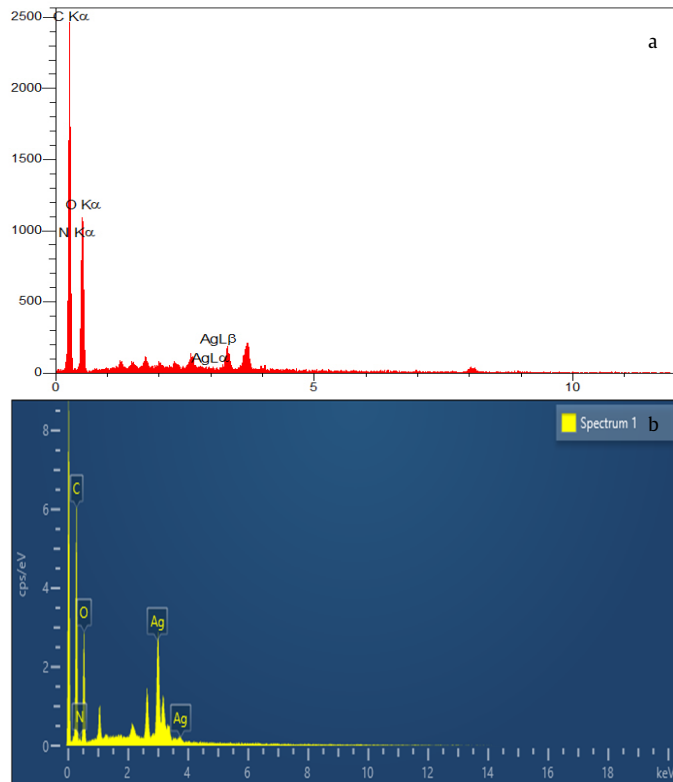 2500
C Kα
a
2000
1500
O Kα
1000
N Kα
500
AgLβ
AgLα
0
0 5 10
Spectrum 1 b
8
C
6
cps/eV
4
O
Ag
2
N
Ag
0
0 2 4 6 8 10 12 14 16 18 keV